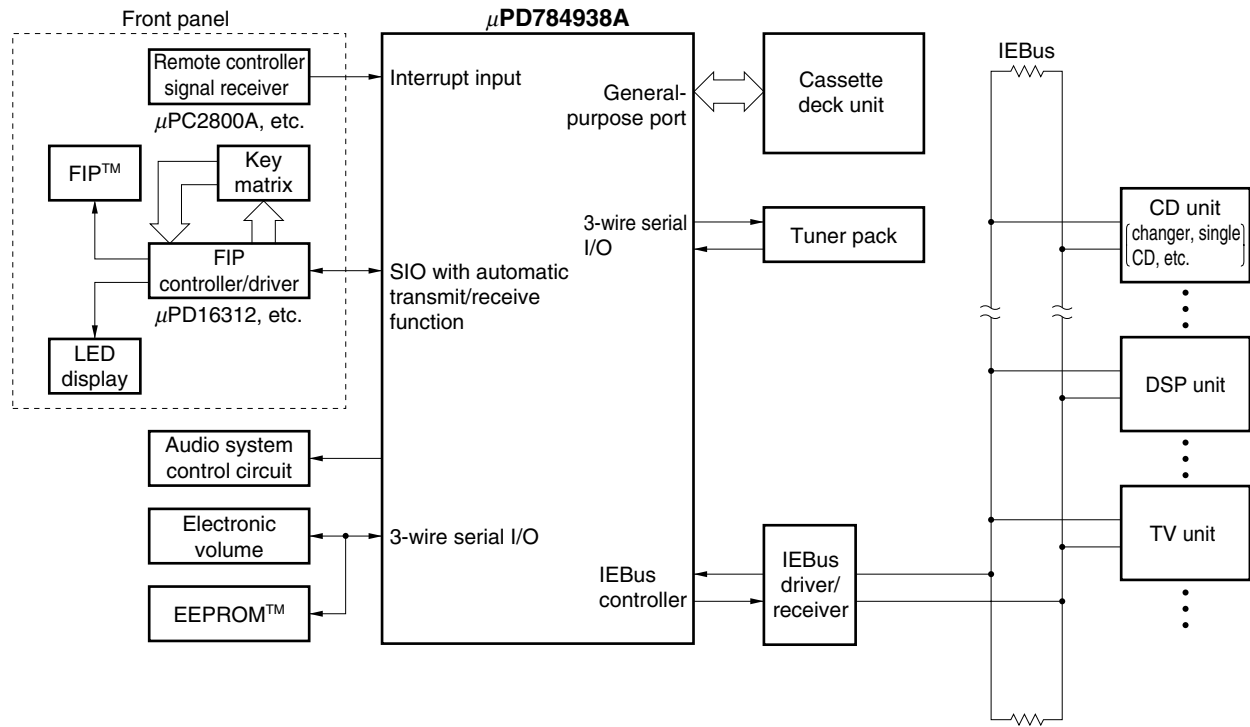 μPD784938A
Front panel
Remote controller
signal receiver
μPC2800A, etc.
FIP™
Key
matrix
FIP
controller/driver
μPD16312, etc.
LED
display
Audio system
control circuit
Electronic
volume
EEPROM™
Interrupt input
SIO with automatic
transmit/receive
function
3-wire serial I/O
General-
purpose port
3-wire serial
I/O
IEBus
controller
Cassette
deck unit
Tuner pack
IEBus
driver/
receiver
IEBus
CD unit
changer, single
CD, etc.
DSP unit
TV unit